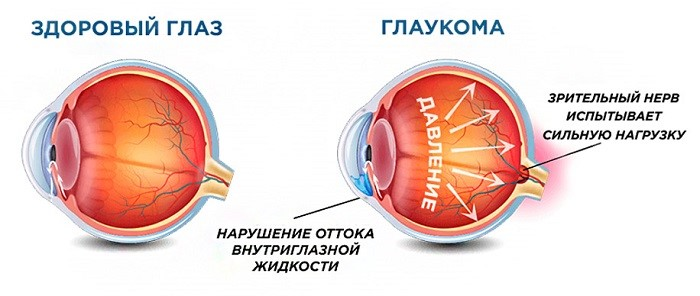 ЗДОРОВЫЙ ГЛАЗ
ГЛАУКОМА
ДАВЛЕНИЕ
ЗРИТЕЛЬНЫЙ НЕРВ
ИСПЫТЫВАЕТ
СИЛЬНУЮ НАГРУЗКУ
НАРУШЕНИЕ ОТТОКА
ВНУТРИГЛАЗНОЙ
ЖИДКОСТИ